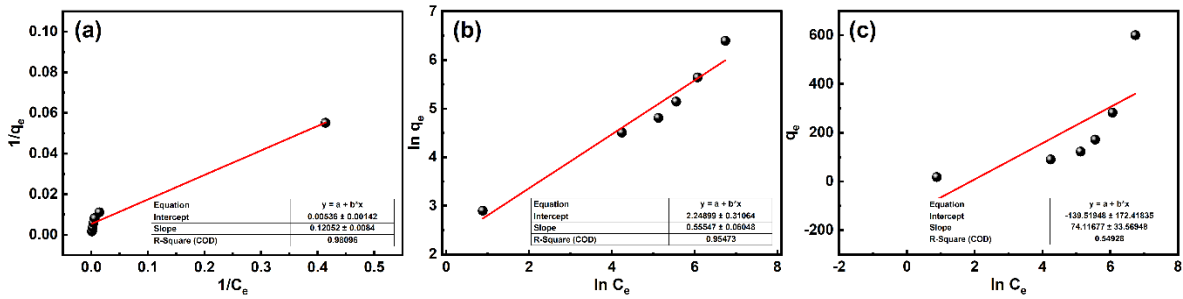 (a)
0.10
0.08
0.06
0.04
0.02
0.00
1/qe
0.0 0.1 0.2 0.3 0.4 0.5
1/Ce
Equation y = a + b*x
Intercept 0.00536 ± 0.00142
Slope 0.12052 ± 0.0084
R-Square (COD) 0.98096
(b)
7
6
5
4
3
2
ln qe
0 2 4 6 8
ln Ce
Equation y = a + b*x
Intercept 2.24899 ± 0.31064
Slope 0.55547 ± 0.06048
R-Square (COD) 0.95473
(c)
600
400
200
0
-200
qe
-2 0 2 4 6 8
ln Ce
Equation y = a + b*x
Intercept -139.51948 ± 172.41835
Slope 74.11677 ± 33.56948
R-Square (COD) 0.54928